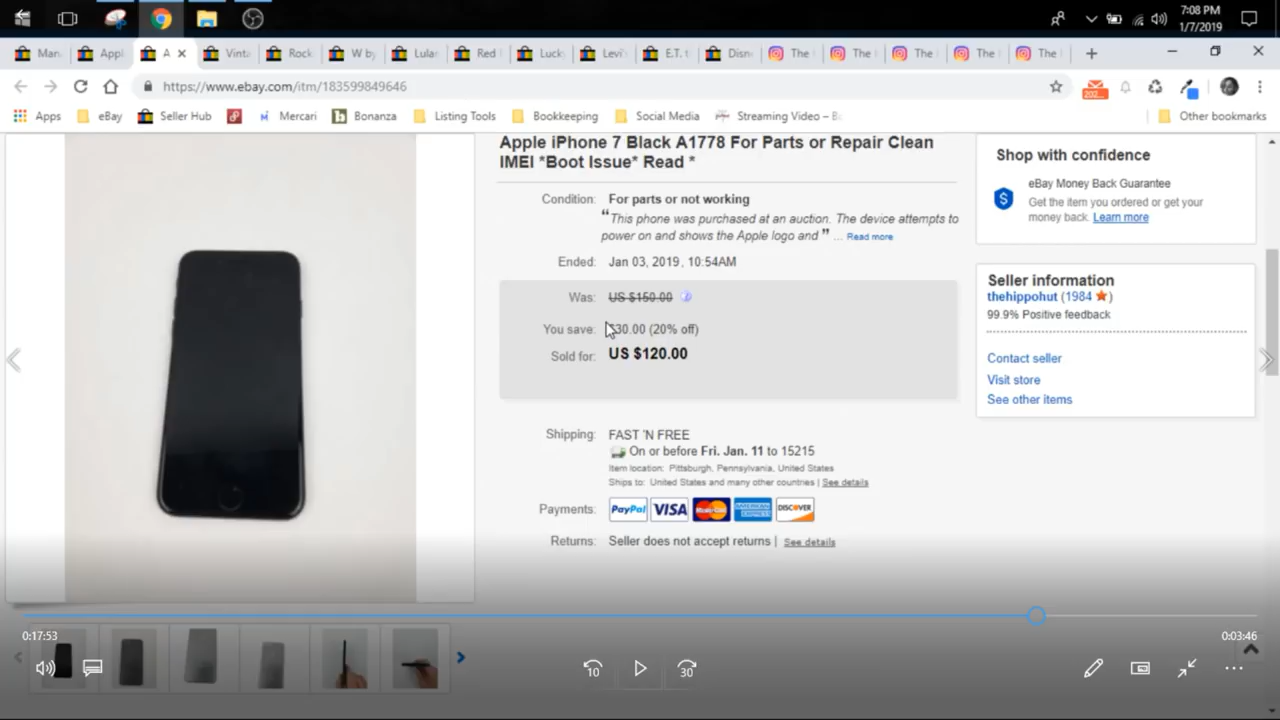 7:08 PM
1/7/2019
Man
Appl
A
Vinta
Rock
W by
Lular
Red
Luck
Levi'
E.T. t
Disn
The
The
The
The
The
https://www.ebay.com/itm/183599849646
Apps
eBay
Seller Hub
Mercari
Bonanza
Listing Tools
Bookkeeping
Social Media
Streaming Video – B
Other bookmarks
Apple iPhone 7 Black A1778 For Parts or Repair Clean
IMEI *Boot Issue* Read *
Condition: For parts or not working
“This phone was purchased at an auction. The device attempts to
power on and shows the Apple logo and ” ... Read more
Ended: Jan 03, 2019 , 10:54AM
Was: US $150.00
You save: $30.00 (20% off)
Sold for: US $120.00
Shipping: FAST 'N FREE
On or before Fri. Jan. 11 to 15215
Item location: Pittsburgh, Pennsylvania, United States
Ships to: United States and many other countries | See details
Payments: PayPal VISA MasterCard AMERICAN EXPRESS DISCOVER
Returns: Seller does not accept returns | See details
Shop with confidence
eBay Money Back Guarantee
Get the item you ordered or get your
money back. Learn more
Seller information
thehippohut (1984 )
99.9% Positive feedback
Contact seller
Visit store
See other items
0:17:53
0:03:46
10
30